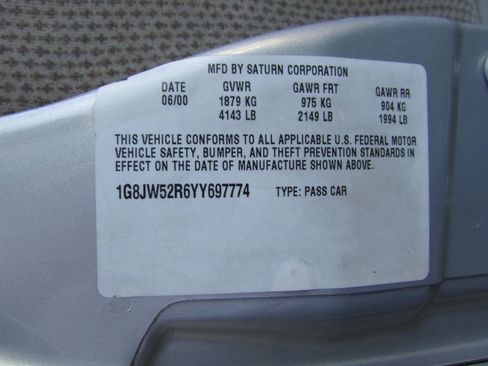 MFD BY SATURN CORPORATION
DATE GVWR GAWR FRT GAWR RR
06/00 1879 KG 975 KG 904 KG
4143 LB 2149 LB 1994 LB
THIS VEHICLE CONFORMS TO ALL APPLICABLE U.S. FEDERAL MOTOR
VEHICLE SAFETY, BUMPER, AND THEFT PREVENTION STANDARDS IN
EFFECT ON THE DATE OF MANUFACTURE SHOWN ABOVE.
1G8JW52R6YY697774 TYPE: PASS CAR